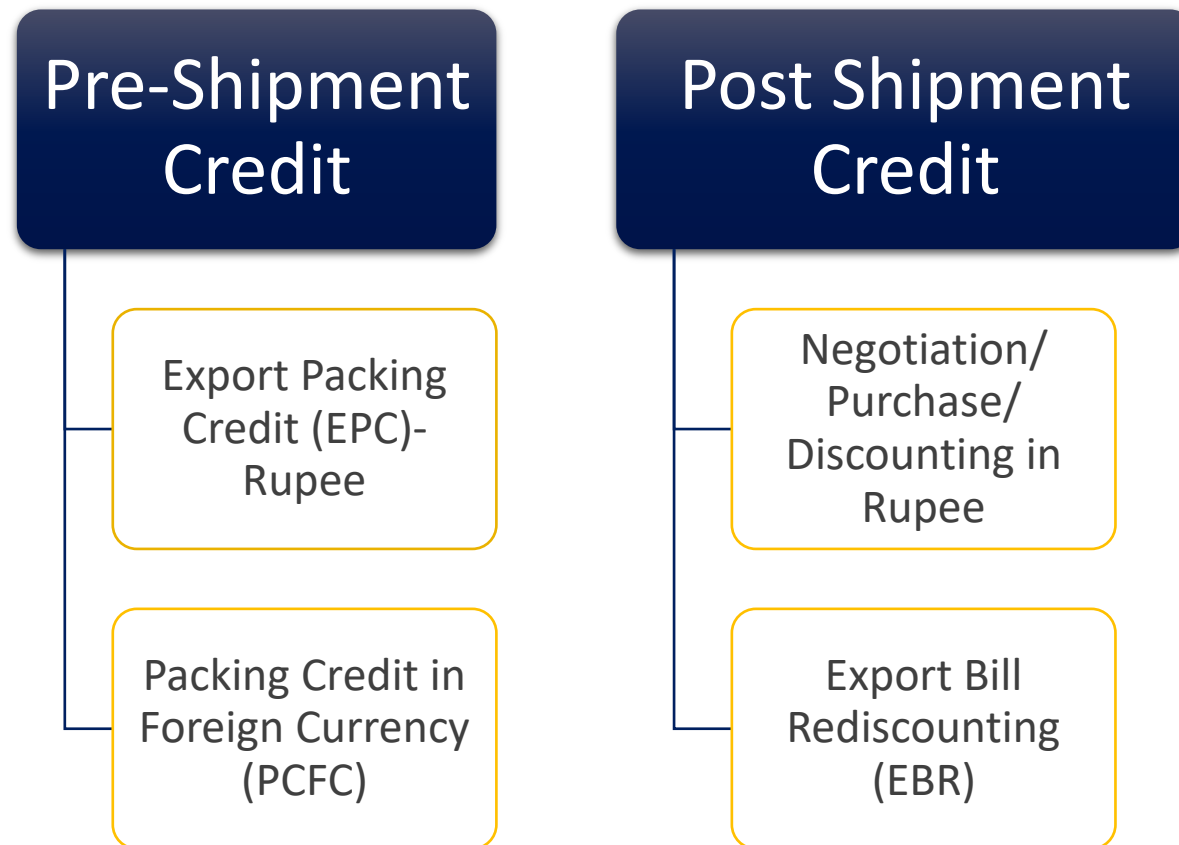 Pre-Shipment
Credit
Export Packing
Credit (EPC)-
Rupee
Packing Credit in
Foreign Currency
(PCFC)
Post Shipment
Credit
Negotiation/
Purchase/
Discounting in
Rupee
Export Bill
Rediscounting
(EBR)